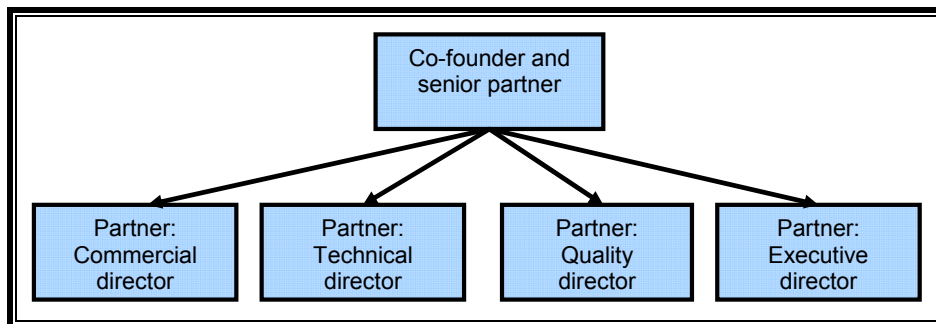 Co-founder and
senior partner
Partner:
Commercial
director
Partner:
Technical
director
Partner:
Quality
director
Partner:
Executive
director